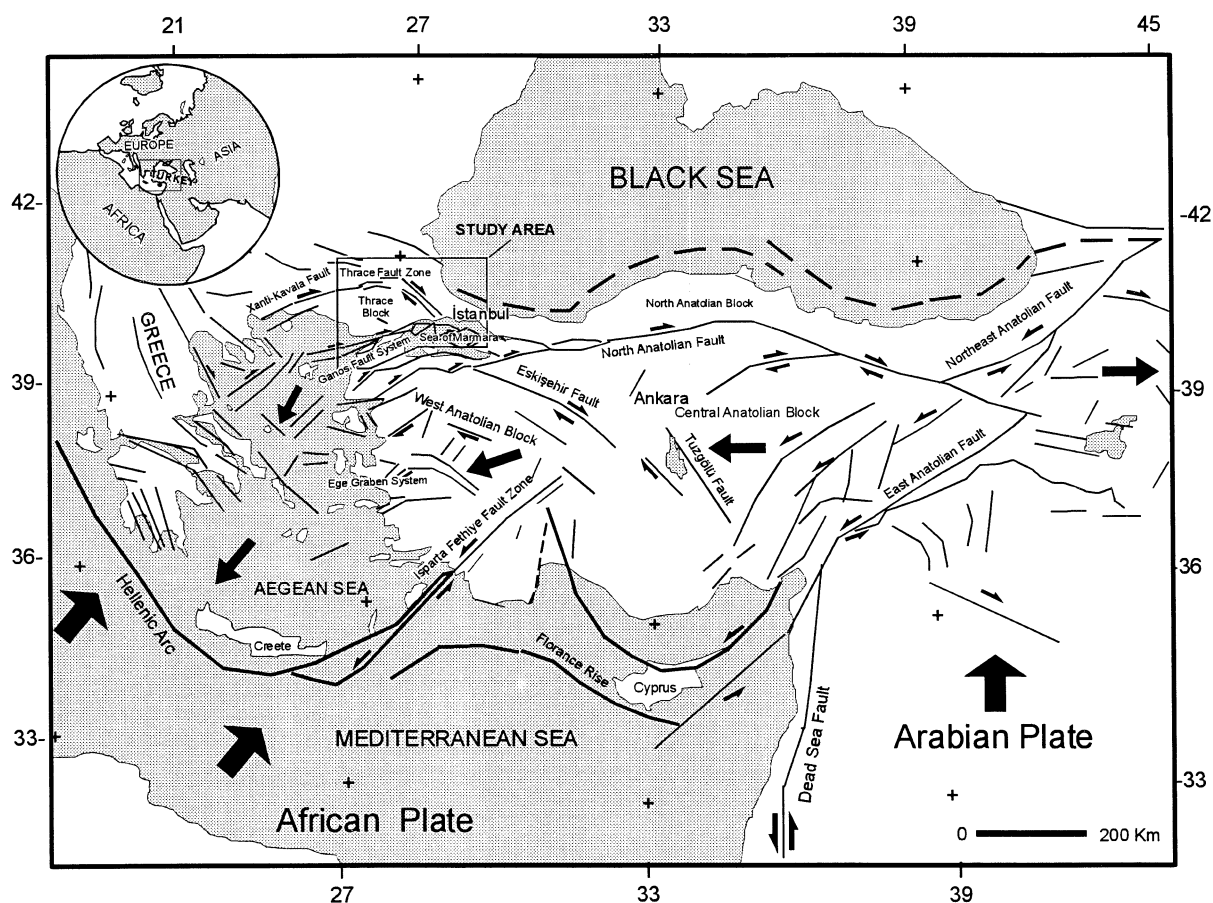 21 27 33 39 45
EUROPE
ASIA
TURKEY
AFRICA
BLACK SEA
42
-42
STUDY AREA
Xanti-Kavala Fault
Thrace Fault Zone
Thrace
Block
İstanbul
North Anatolian Block
Sea of Marmara
Ganos Fault System
GREECE
North Anatolian Fault
Northeast Anatolian Fault
39
-39
Eskişehir Fault
Ankara
West Anatolian Block
Central Anatolian Block
Tuzgölü Fault
East Anatolian Fault
Ege Graben System
Isparta Fethiye Fault Zone
36-
36
AEGEAN SEA
Hellenic Arc
Creete
Florance Rise
Cyprus
33-
MEDITERRANEAN SEA
Dead Sea Fault
Arabian Plate
-33
African Plate
0 200 Km
27 33 39